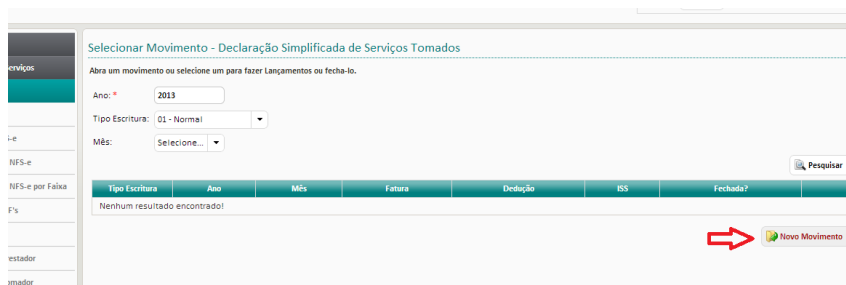 Selecionar Movimento - Declaração Simplificada de Serviços Tomados
erviços
Abra um movimento ou selecione um para fazer Lançamentos ou fecha-lo.
Ano: * 2013
Tipo Escritura: 01 - Normal
Mês: Selecione...
S-e
NFS-e
Pesquisar
NFS-e por Faixa
Tipo Escritura Ano Mês Fatura Dedução ISS Fechada?
F's
Nenhum resultado encontrado!
Novo Movimento
restador
omador